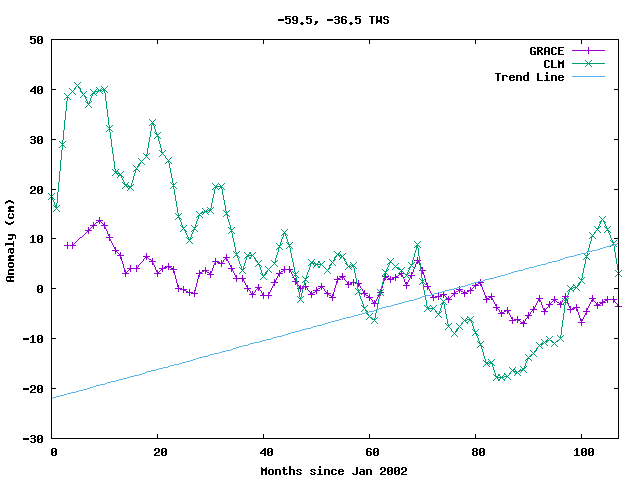 -59.5, -36.5 TWS
GRACE
CLM
Trend Line
50
40
30
20
10
0
-10
-20
-30
Anomaly (cm)
0 20 40 60 80 100
Months since Jan 2002